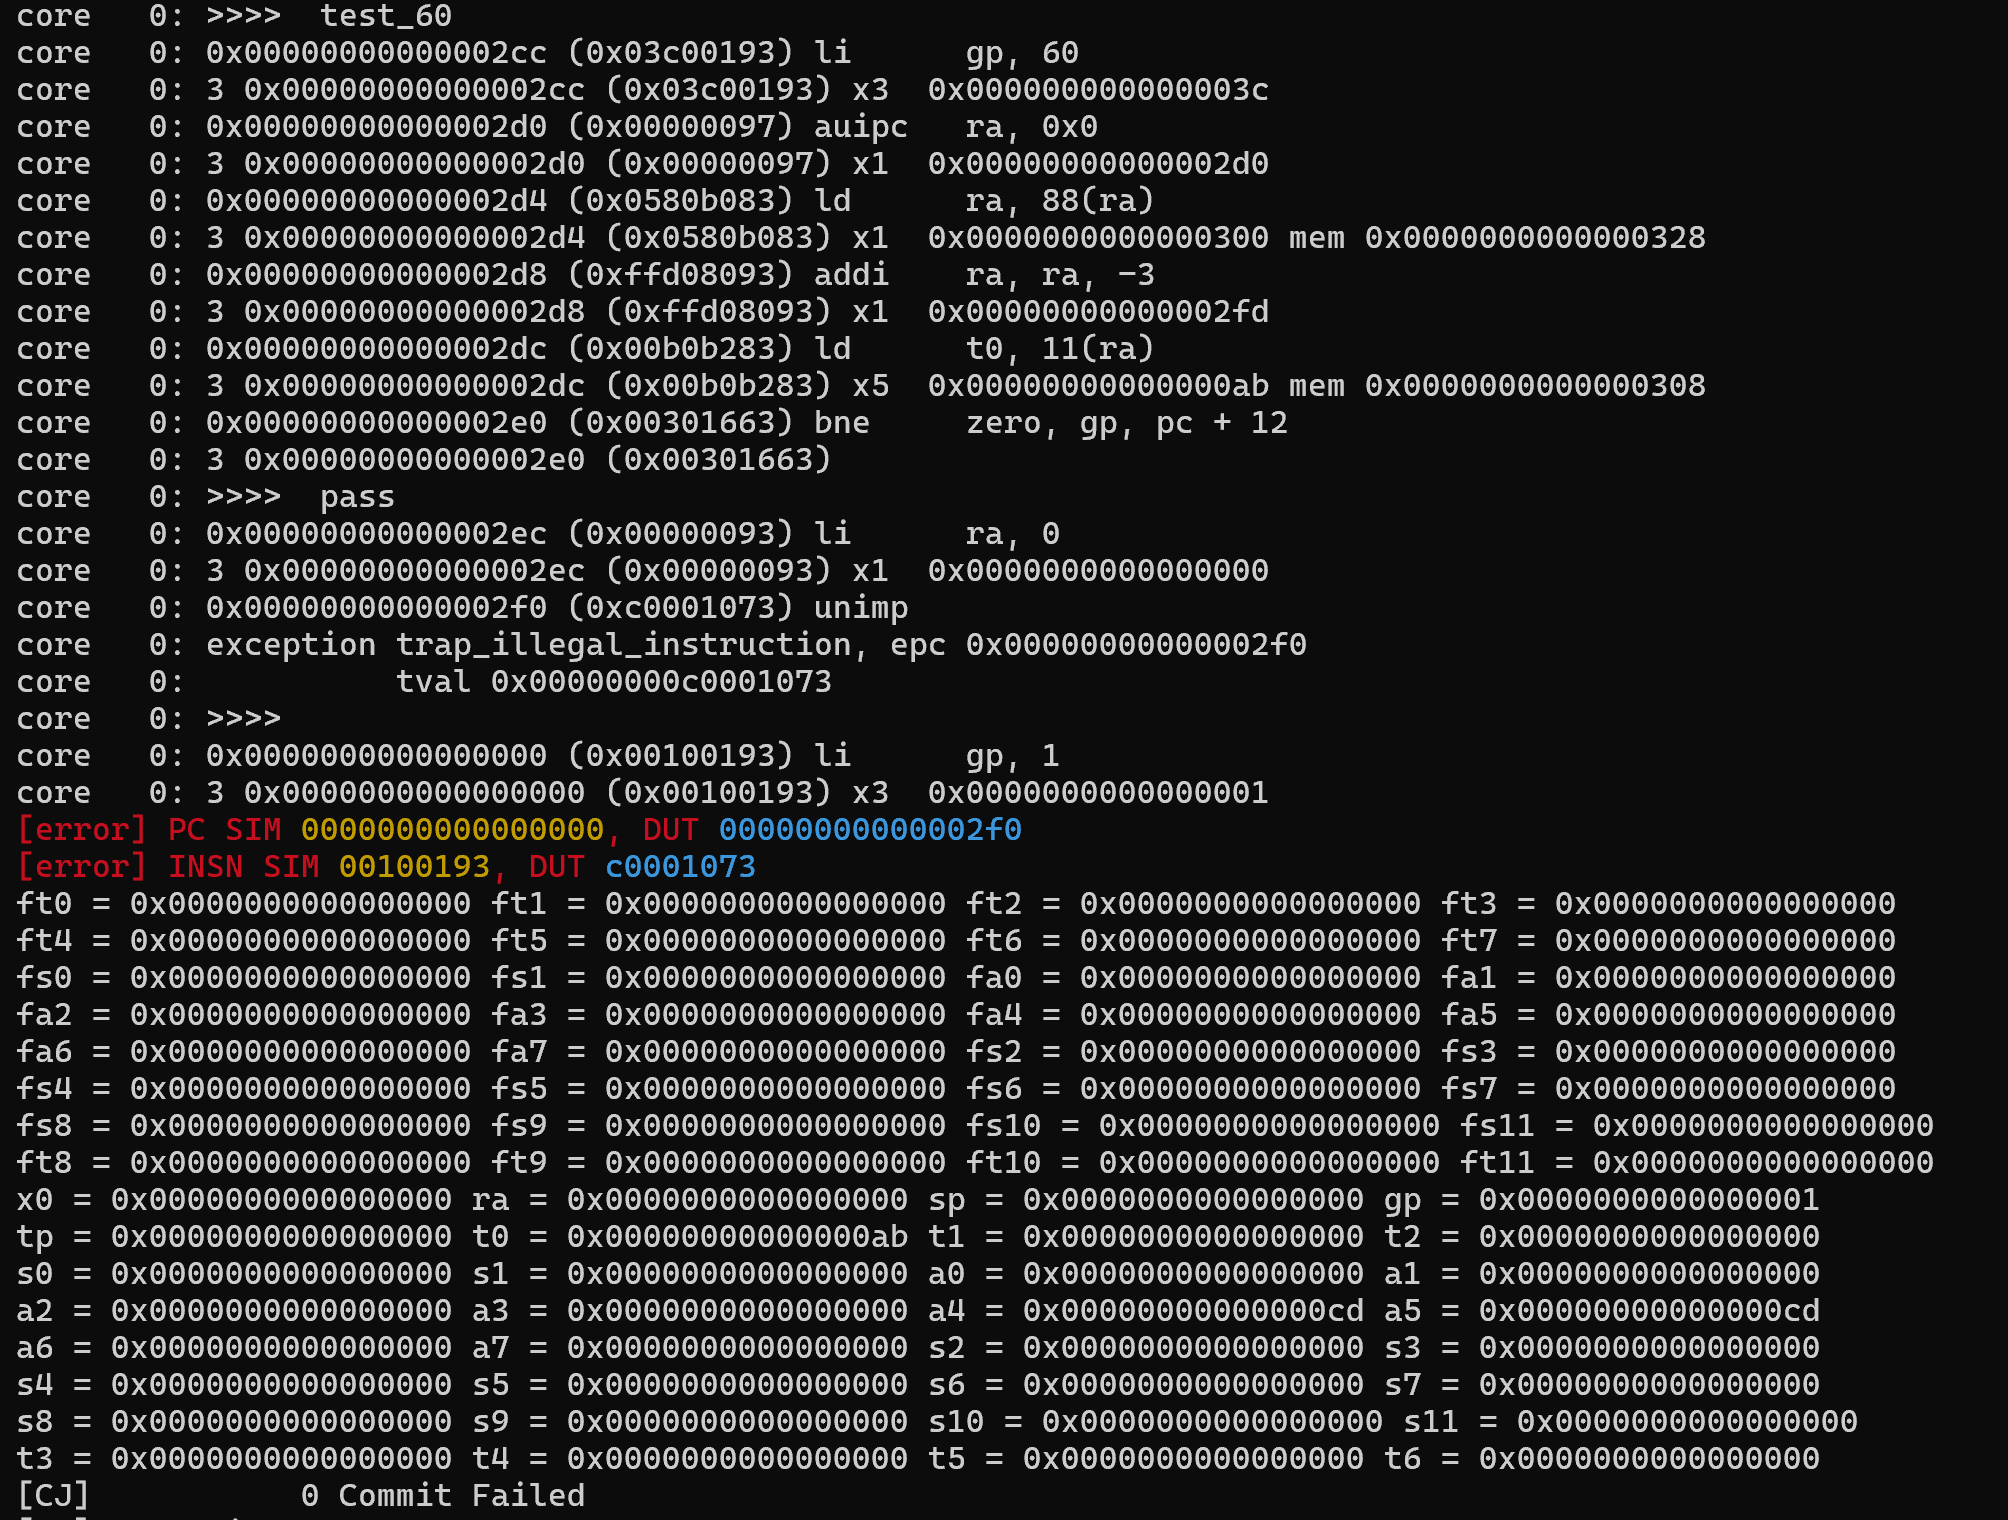 core   0: >>>>  test_60
core   0: 0x00000000000002cc (0x03c00193) li      gp, 60
core   0: 3 0x00000000000002cc (0x03c00193) x3  0x000000000000003c
core   0: 0x00000000000002d0 (0x00000097) auipc   ra, 0x0
core   0: 3 0x00000000000002d0 (0x00000097) x1  0x00000000000002d0
core   0: 0x00000000000002d4 (0x0580b083) ld      ra, 88(ra)
core   0: 3 0x00000000000002d4 (0x0580b083) x1  0x0000000000000300 mem 0x0000000000000328
core   0: 0x00000000000002d8 (0xffd08093) addi    ra, ra, -3
core   0: 3 0x00000000000002d8 (0xffd08093) x1  0x00000000000002fd
core   0: 0x00000000000002dc (0x00b0b283) ld      t0, 11(ra)
core   0: 3 0x00000000000002dc (0x00b0b283) x5  0x00000000000000ab mem 0x0000000000000308
core   0: 0x00000000000002e0 (0x00301663) bne     zero, gp, pc + 12
core   0: 3 0x00000000000002e0 (0x00301663)
core   0: >>>>  pass
core   0: 0x00000000000002ec (0x00000093) li      ra, 0
core   0: 3 0x00000000000002ec (0x00000093) x1  0x0000000000000000
core   0: 0x00000000000002f0 (0xc0001073) unimp
core   0: exception trap_illegal_instruction, epc 0x00000000000002f0
core   0:           tval 0x00000000c0001073
core   0: >>>>
core   0: 0x0000000000000000 (0x00100193) li      gp, 1
core   0: 3 0x0000000000000000 (0x00100193) x3  0x0000000000000001
[error] PC SIM 0000000000000000, DUT 00000000000002f0
[error] INSN SIM 00100193, DUT c0001073
ft0 = 0x0000000000000000 ft1 = 0x0000000000000000 ft2 = 0x0000000000000000 ft3 = 0x0000000000000000
ft4 = 0x0000000000000000 ft5 = 0x0000000000000000 ft6 = 0x0000000000000000 ft7 = 0x0000000000000000
fs0 = 0x0000000000000000 fs1 = 0x0000000000000000 fa0 = 0x0000000000000000 fa1 = 0x0000000000000000
fa2 = 0x0000000000000000 fa3 = 0x0000000000000000 fa4 = 0x0000000000000000 fa5 = 0x0000000000000000
fa6 = 0x0000000000000000 fa7 = 0x0000000000000000 fs2 = 0x0000000000000000 fs3 = 0x0000000000000000
fs4 = 0x0000000000000000 fs5 = 0x0000000000000000 fs6 = 0x0000000000000000 fs7 = 0x0000000000000000
fs8 = 0x0000000000000000 fs9 = 0x0000000000000000 fs10 = 0x0000000000000000 fs11 = 0x0000000000000000
ft8 = 0x0000000000000000 ft9 = 0x0000000000000000 ft10 = 0x0000000000000000 ft11 = 0x0000000000000000
x0 = 0x0000000000000000 ra = 0x0000000000000000 sp = 0x0000000000000000 gp = 0x0000000000000001
tp = 0x0000000000000000 t0 = 0x00000000000000ab t1 = 0x0000000000000000 t2 = 0x0000000000000000
s0 = 0x0000000000000000 s1 = 0x0000000000000000 a0 = 0x0000000000000000 a1 = 0x0000000000000000
a2 = 0x0000000000000000 a3 = 0x0000000000000000 a4 = 0x00000000000000cd a5 = 0x00000000000000cd
a6 = 0x0000000000000000 a7 = 0x0000000000000000 s2 = 0x0000000000000000 s3 = 0x0000000000000000
s4 = 0x0000000000000000 s5 = 0x0000000000000000 s6 = 0x0000000000000000 s7 = 0x0000000000000000
s8 = 0x0000000000000000 s9 = 0x0000000000000000 s10 = 0x0000000000000000 s11 = 0x0000000000000000
t3 = 0x0000000000000000 t4 = 0x0000000000000000 t5 = 0x0000000000000000 t6 = 0x0000000000000000
[CJ]           0 Commit Failed